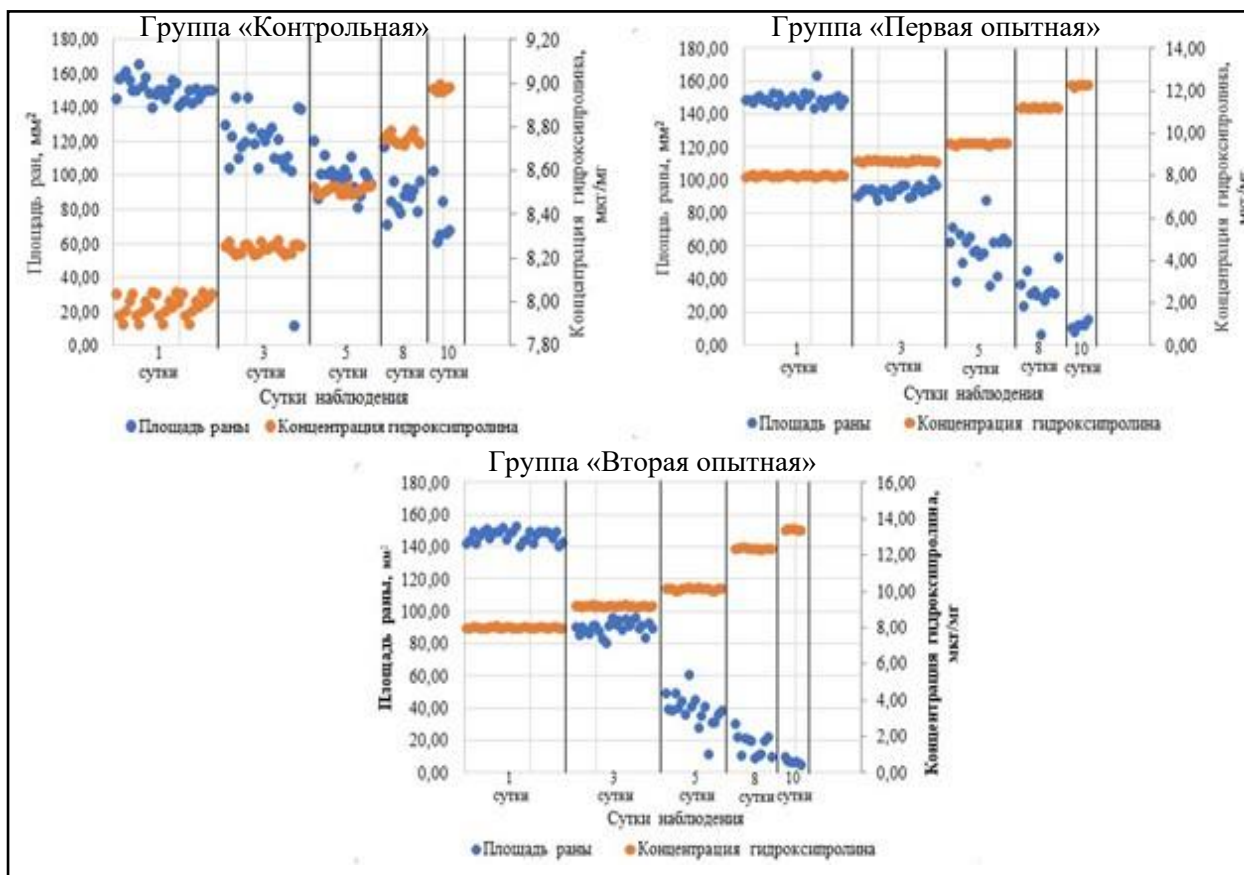 Группа «Контрольная»
Площадь ран, мм²
180,00
160,00
140,00
120,00
100,00
80,00
60,00
40,00
20,00
0,00
9,20
9,00
8,80
8,60
8,40
8,20
8,00
7,80
Концентрация гидроксипролина,
мкг/мг
1 3 5 8 10
сутки сутки сутки сутки сутки
Сутки наблюдения
Площадь раны Концентрация гидроксипролина
Группа «Первая опытная»
Площадь раны, мм²
180,00
160,00
140,00
120,00
100,00
80,00
60,00
40,00
20,00
0,00
14,00
12,00
10,00
8,00
6,00
4,00
2,00
0,00
Концентрация гидроксипролина,
мкг/мг
1 3 5 8 10
сутки сутки сутки сутки сутки
Сутки наблюдения
Площадь раны Концентрация гидроксипролина
Группа «Вторая опытная»
Площадь раны, мм²
180,00
160,00
140,00
120,00
100,00
80,00
60,00
40,00
20,00
0,00
16,00
14,00
12,00
10,00
8,00
6,00
4,00
2,00
0,00
Концентрация гидроксипролина,
мкг/мг
1 3 5 8 10
сутки сутки сутки сутки сутки
Сутки наблюдения
Площадь раны Концентрация гидроксипролина